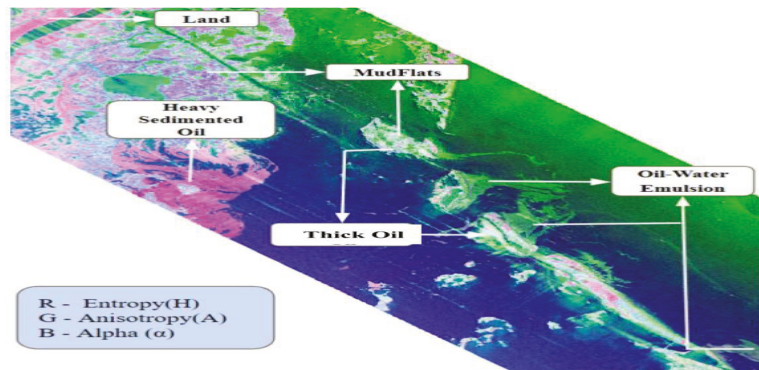 Land
MudFlats
Heavy
Sedimented
Oil
Oil-Water
Emulsion
Thick Oil
R - Entropy(H)
G - Anisotropy(A)
B - Alpha (α)